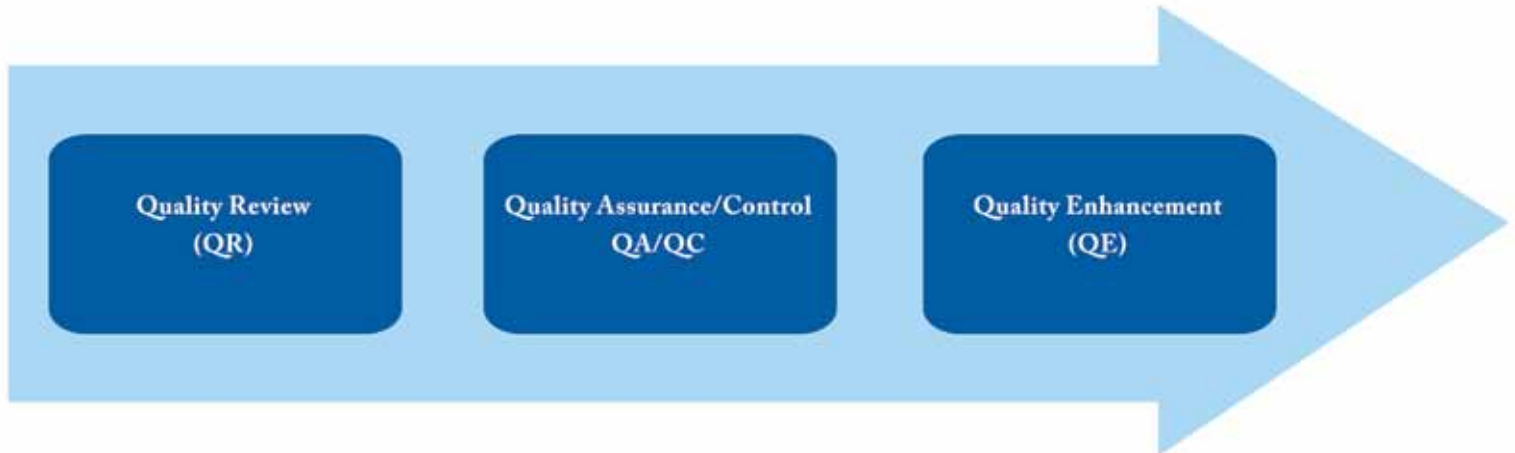 Quality Review
(QR)
Quality Assurance/Control
QA/QC
Quality Enhancement
(QE)